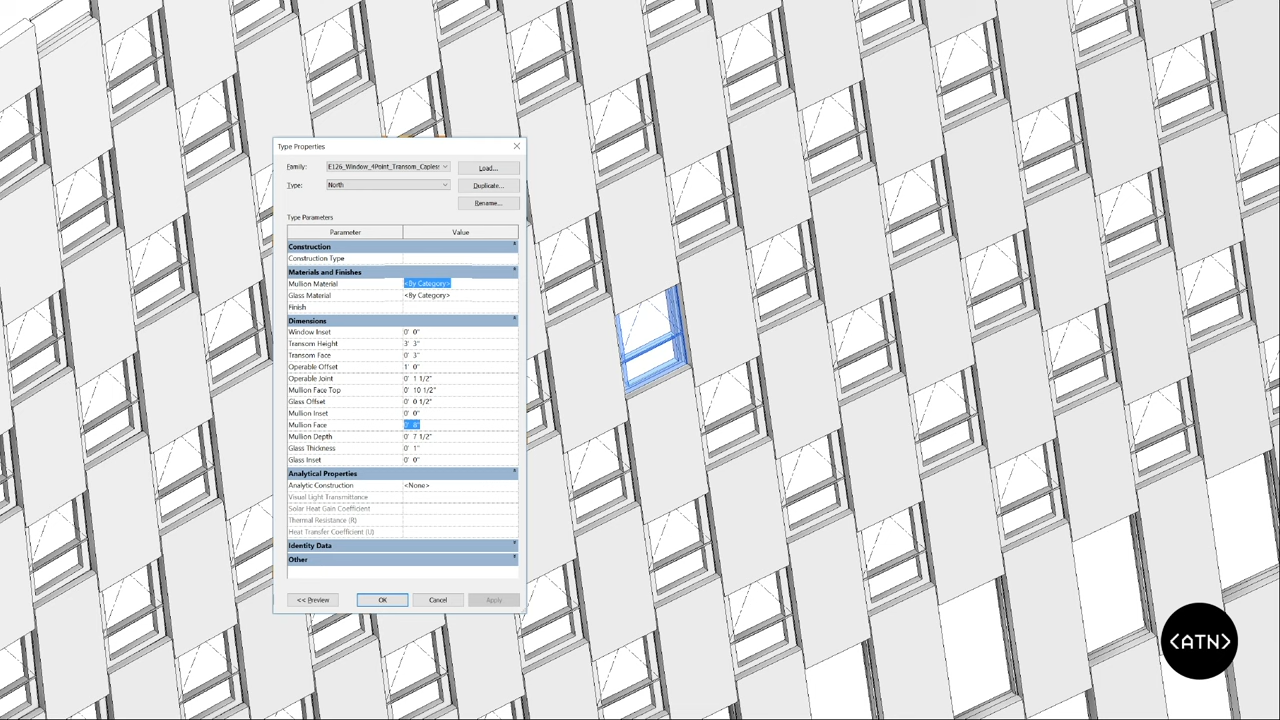 Type Properties
Family: E126_Window_4Point_Transom_Capless Load...
Type: North Duplicate...
Rename...
Type Parameters
Parameter Value
Construction
Construction Type
Materials and Finishes
Mullion Material <By Category>
Glass Material <By Category>
Finish
Dimensions
Window Inset 0' 0"
Transom Height 3' 3"
Transom Face 0' 3"
Operable Offset 1' 0"
Operable Joint 0' 1 1/2"
Mullion Face Top 0' 10 1/2"
Glass Offset 0' 0 1/2"
Mullion Inset 0' 0"
Mullion Face 0' 8"
Mullion Depth 0' 7 1/2"
Glass Thickness 0' 1"
Glass Inset 0' 0"
Analytical Properties
Analytic Construction <None>
Visual Light Transmittance
Solar Heat Gain Coefficient
Thermal Resistance (R)
Heat Transfer Coefficient (U)
Identity Data
Other
<< Preview OK Cancel Apply
<ATN>